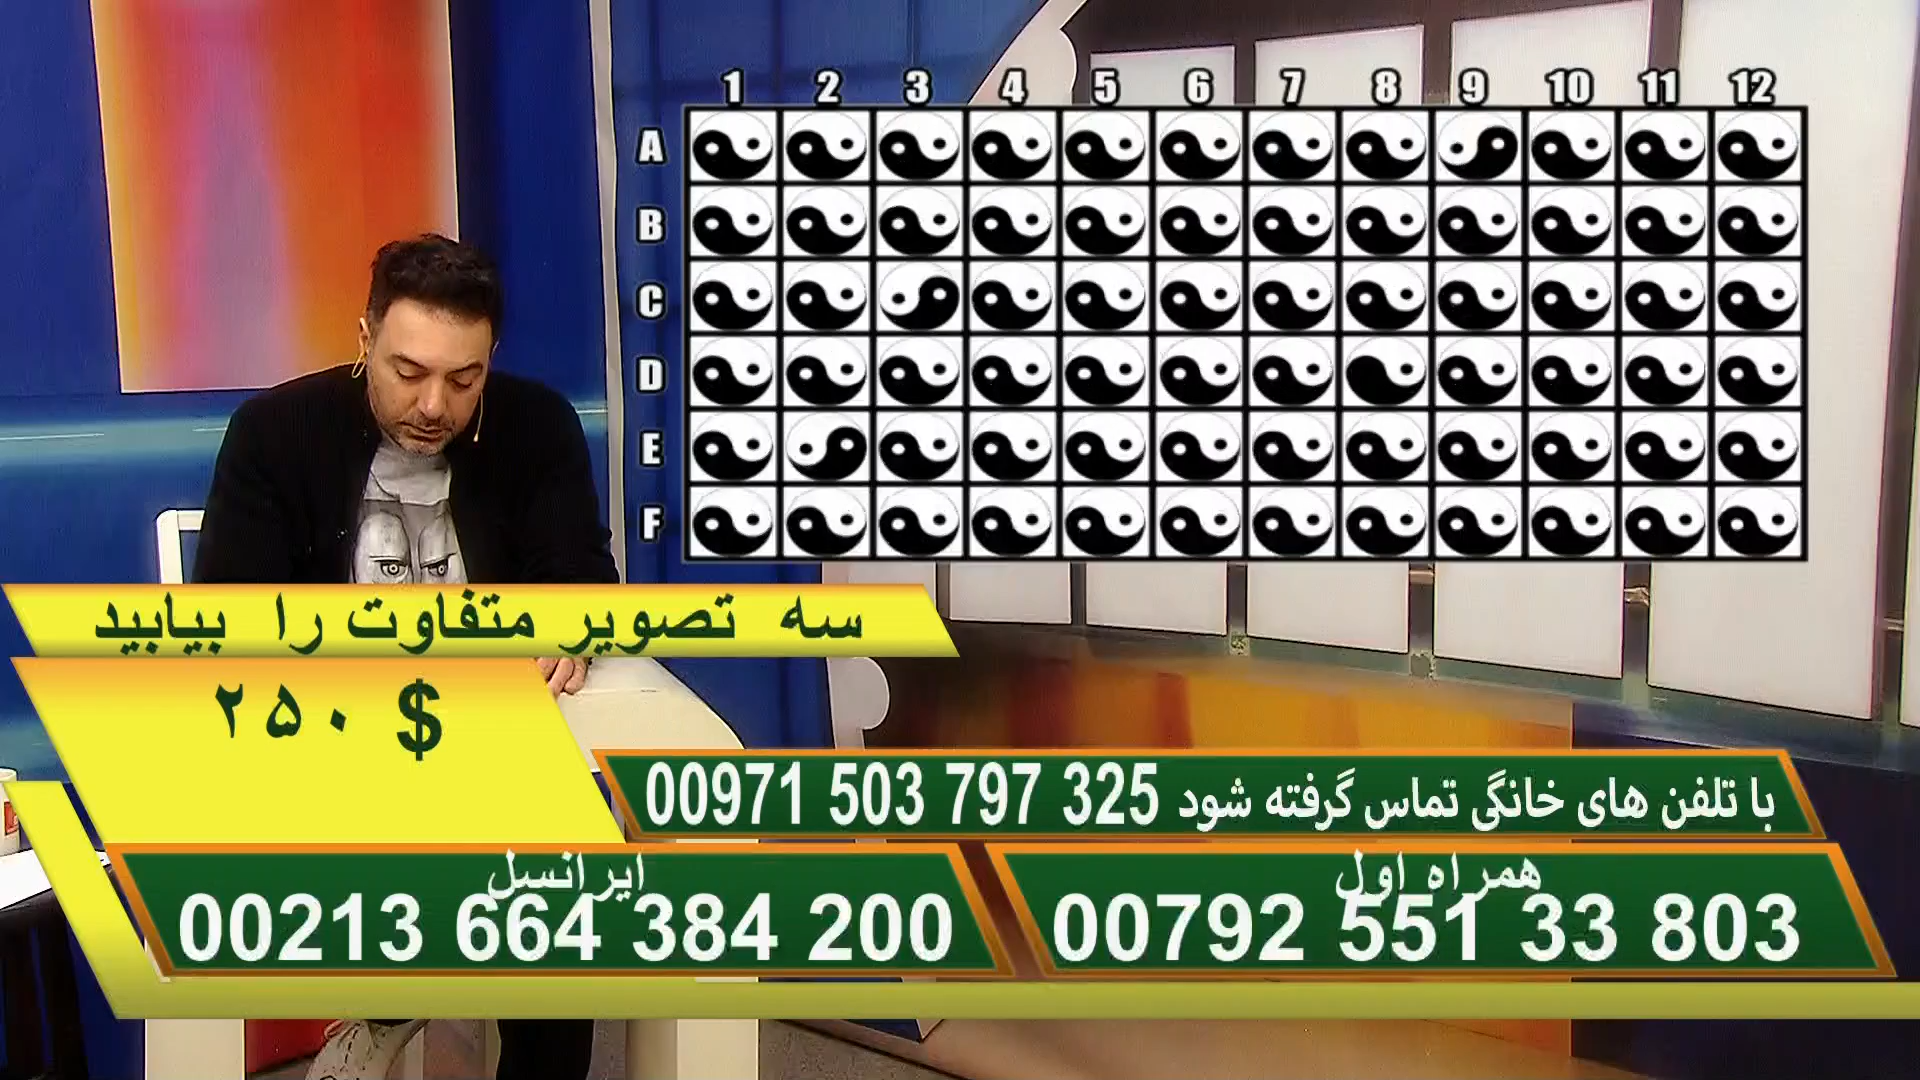 1 2 3 4 5 6 7 8 9 10 11 12
A
B
C
D
E
F
سه تصویر متفاوت را بیابید
۲۵۰ $
با تلفن های خانگی تماس گرفته شود 00971 503 797 325
ایرانسل
00213 664 384 200
همراه اول
00792 551 33 803